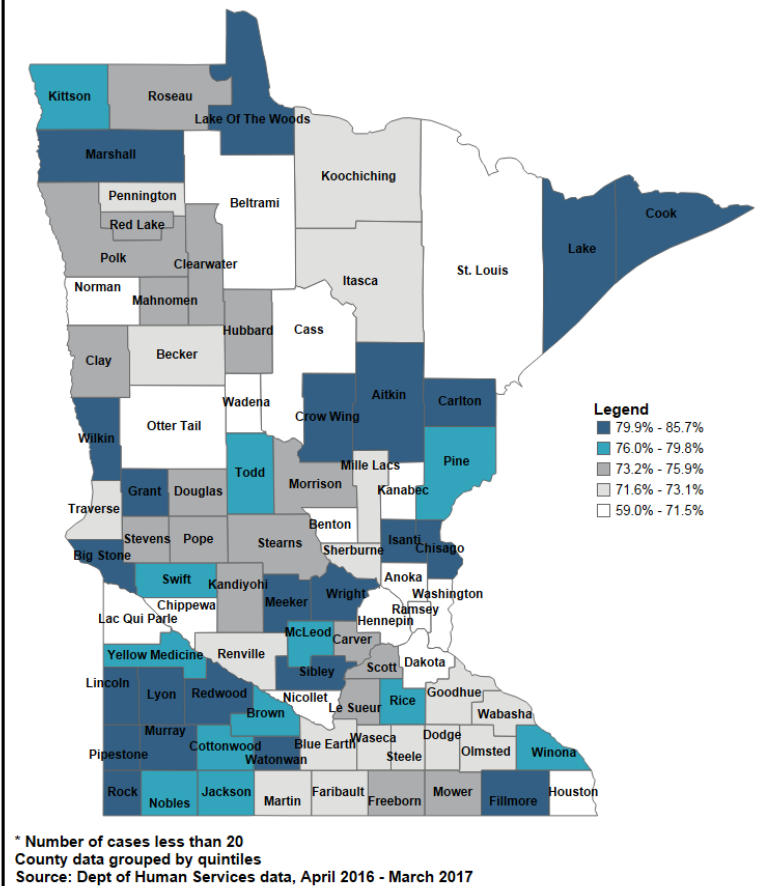 Kittson
Roseau
Lake Of The Woods
Marshall
Koochiching
Pennington
Beltrami
Cook
Red Lake
Lake
Polk
Clearwater
St. Louis
Itasca
Norman
Mahnomen
Hubbard
Cass
Clay
Becker
Aitkin
Carlton
Wadena
Crow Wing
Otter Tail
Wilkin
Legend
79.9% - 85.7%
76.0% - 79.8%
73.2% - 75.9%
71.6% - 73.1%
59.0% - 71.5%
Todd
Mille Lacs
Pine
Morrison
Grant
Douglas
Kanabec
Traverse
Benton
Stevens
Pope
Stearns
Isanti
Chisago
Big Stone
Sherburne
Swift
Kandiyohi
Anoka
Meeker
Wright
Washington
Chippewa
Ramsey
Lac Qui Parle
Hennepin
McLeod
Carver
Yellow Medicine
Renville
Scott
Dakota
Sibley
Lincoln
Lyon
Redwood
Nicollet
Goodhue
Rice
Le Sueur
Brown
Wabasha
Murray
Pipestone
Cottonwood
Watonwan
Blue Earth
Waseca
Dodge
Steele
Olmsted
Winona
Rock
Nobles
Jackson
Martin
Faribault
Freeborn
Mower
Fillmore
Houston
* Number of cases less than 20
County data grouped by quintiles
Source: Dept of Human Services data, April 2016 - March 2017